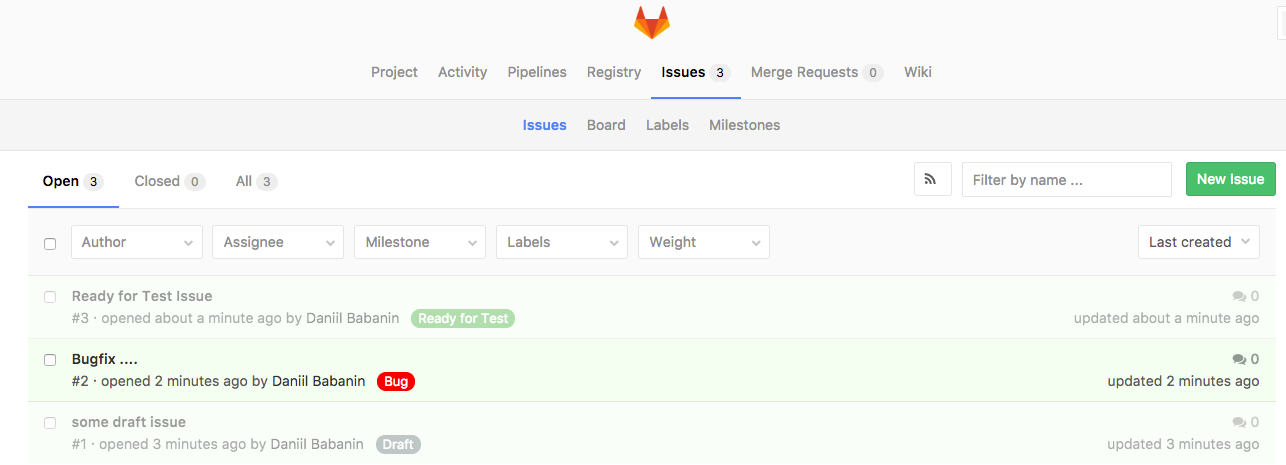 Project Activity Pipelines Registry Issues 3 Merge Requests 0 Wiki
Issues Board Labels Milestones
Open 3 Closed 0 All 3 Filter by name ... New Issue
Author Assignee Milestone Labels Weight Last created
Ready for Test Issue 0
#3 · opened about a minute ago by Daniil Babanin Ready for Test updated about a minute ago
Bugfix .... 0
#2 · opened 2 minutes ago by Daniil Babanin Bug updated 2 minutes ago
some draft issue 0
#1 · opened 3 minutes ago by Daniil Babanin Draft updated 3 minutes ago